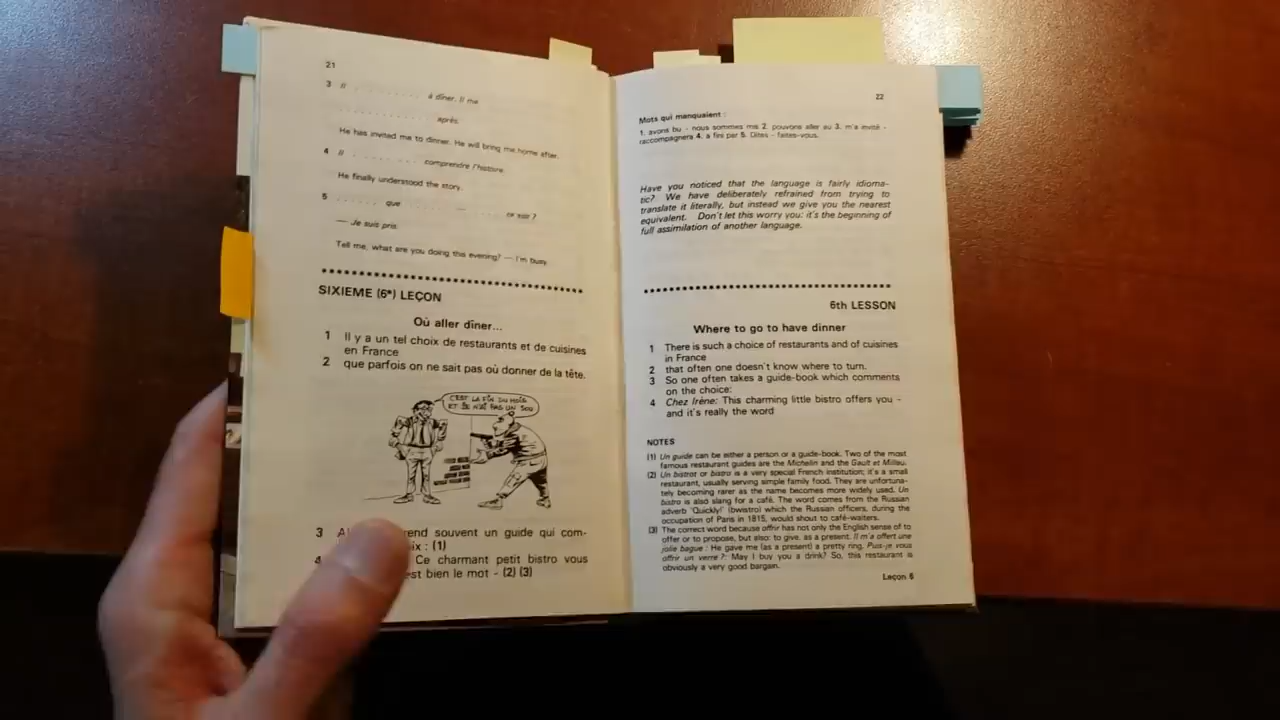 21
3 Il . . . . . . . . . . à dîner. Il me
. . . . . . . . . . . . . après.
He has invited me to dinner. He will bring me home after.
4 Il . . . . . . . . . . comprendre l'histoire.
He finally understood the story.
5 . . . . . . . que . . . . . . . — . . . . ce soir ?
— Je suis pris.
Tell me, what are you doing this evening? — I'm busy.
SIXIEME (6e) LEÇON
Où aller dîner...
1 Il y a un tel choix de restaurants et de cuisines
en France
2 que parfois on ne sait pas où donner de la tête.
C'EST LA FIN DU MOIS
ET JE N'AI PAS UN SOU
3 souvent un guide qui com-
: (1)
4 Ce charmant petit bistro vous
est bien le mot - (2) (3)
22
Mots qui manquaient :
1. avons bu - nous sommes mis 2. pouvons aller au 3. m'a invité -
raccompagnera 4. a fini par 5. Dites - faites-vous.
Have you noticed that the language is fairly idioma-
tic? We have deliberately refrained from trying to
translate it literally, but instead we give you the nearest
equivalent. Don't let this worry you: it's the beginning of
full assimilation of another language.
6th LESSON
Where to go to have dinner
1 There is such a choice of restaurants and of cuisines
in France
2 that often one doesn't know where to turn.
3 So one often takes a guide-book which comments
on the choice:
4 Chez Irène: This charming little bistro offers you -
and it's really the word
NOTES
(1) Un guide can be either a person or a guide-book. Two of the most
famous restaurant guides are the Michelin and the Gault et Millau.
(2) Un bistrot or bistro is a very special French institution; it's a small
restaurant, usually serving simple family food. They are unfortuna-
tely becoming rarer as the name becomes more widely used. Un
bistro is also slang for a café. The word comes from the Russian
adverb 'Quickly!' (bwistro) which the Russian officers, during the
occupation of Paris in 1815, would shout to café-waiters.
(3) The correct word because offrir has not only the English sense of to
offer or to propose, but also: to give, as a present. Il m'a offert une
jolie bague : He gave me (as a present) a pretty ring. Puis-je vous
offrir un verre ?: May I buy you a drink? So, this restaurant is
obviously a very good bargain.
Leçon 6